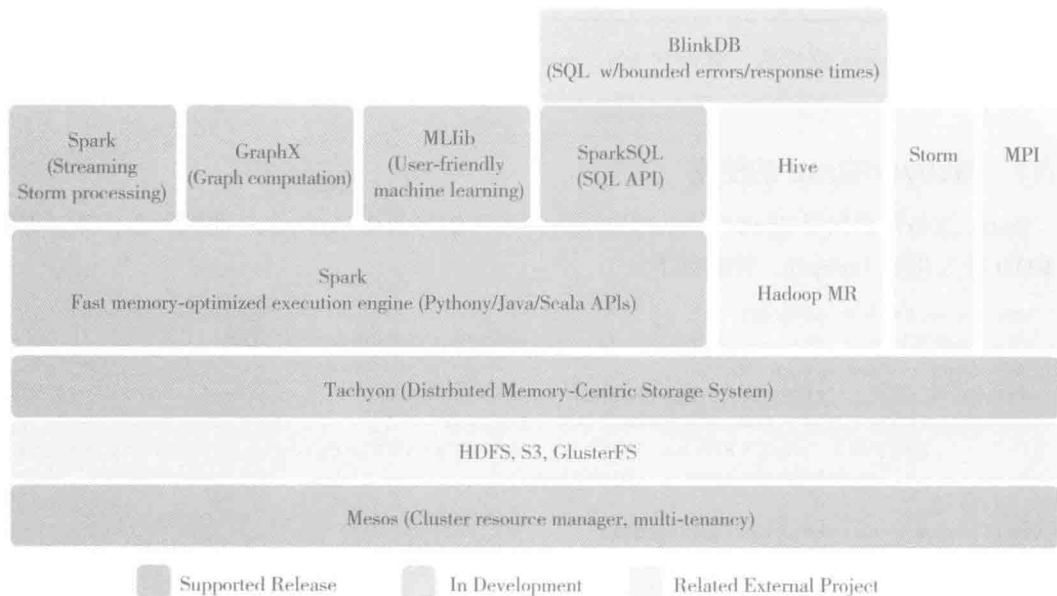 BlinkDB
(SQL w/bounded errors/response times)
Spark
(Streaming
Storm processing)
GraphX
(Graph computation)
MLlib
(User-friendly
machine learning)
SparkSQL
(SQL API)
Hive
Storm
MPI
Spark
Fast memory-optimized execution engine (Pythony/Java/Scala APIs)
Hadoop MR
Tachyon (Distrbuted Memory-Centric Storage System)
HDFS, S3, GlusterFS
Mesos (Cluster resource manager, multi-tenancy)
Supported Release
In Development
Related External Project